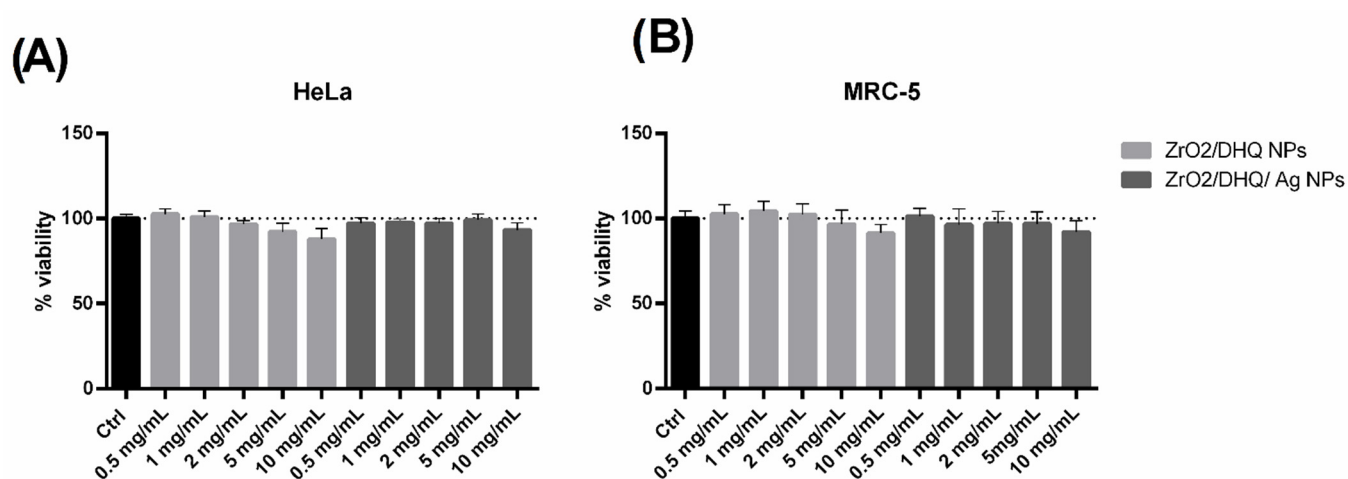 (A)
HeLa
% viability
150
100
50
0
Ctrl
0.5 mg/mL
1 mg/mL
2 mg/mL
5 mg/mL
10 mg/mL
0.5 mg/mL
1 mg/mL
2 mg/mL
5 mg/mL
10 mg/mL
(B)
MRC-5
% viability
150
100
50
0
Ctrl
0.5 mg/mL
1 mg/mL
2 mg/mL
5 mg/mL
10 mg/mL
0.5 mg/mL
1 mg/mL
2 mg/mL
5mg/mL
10 mg/mL
ZrO2/DHQ NPs
ZrO2/DHQ/ Ag NPs